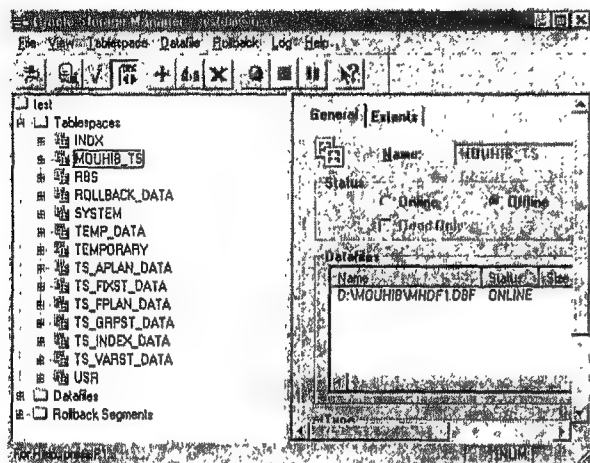 File View Tablespace Datafile Rollback Log Help
test
Tablespaces
INDX
MOUHIB_TS
RBS
ROLLBACK_DATA
SYSTEM
TEMP_DATA
TEMPORARY
TS_APLAN_DATA
TS_FIXST_DATA
TS_FPLAN_DATA
TS_GRPST_DATA
TS_INDEX_DATA
TS_VARST_DATA
USR
Datafiles
Rollback Segments
General Extents
Name: MOUHIB_TS
Status
Online Offline
Read Only
Datafiles
Name Status Size
D:\MOUHIB\MHDF1.DBF ONLINE
NUM